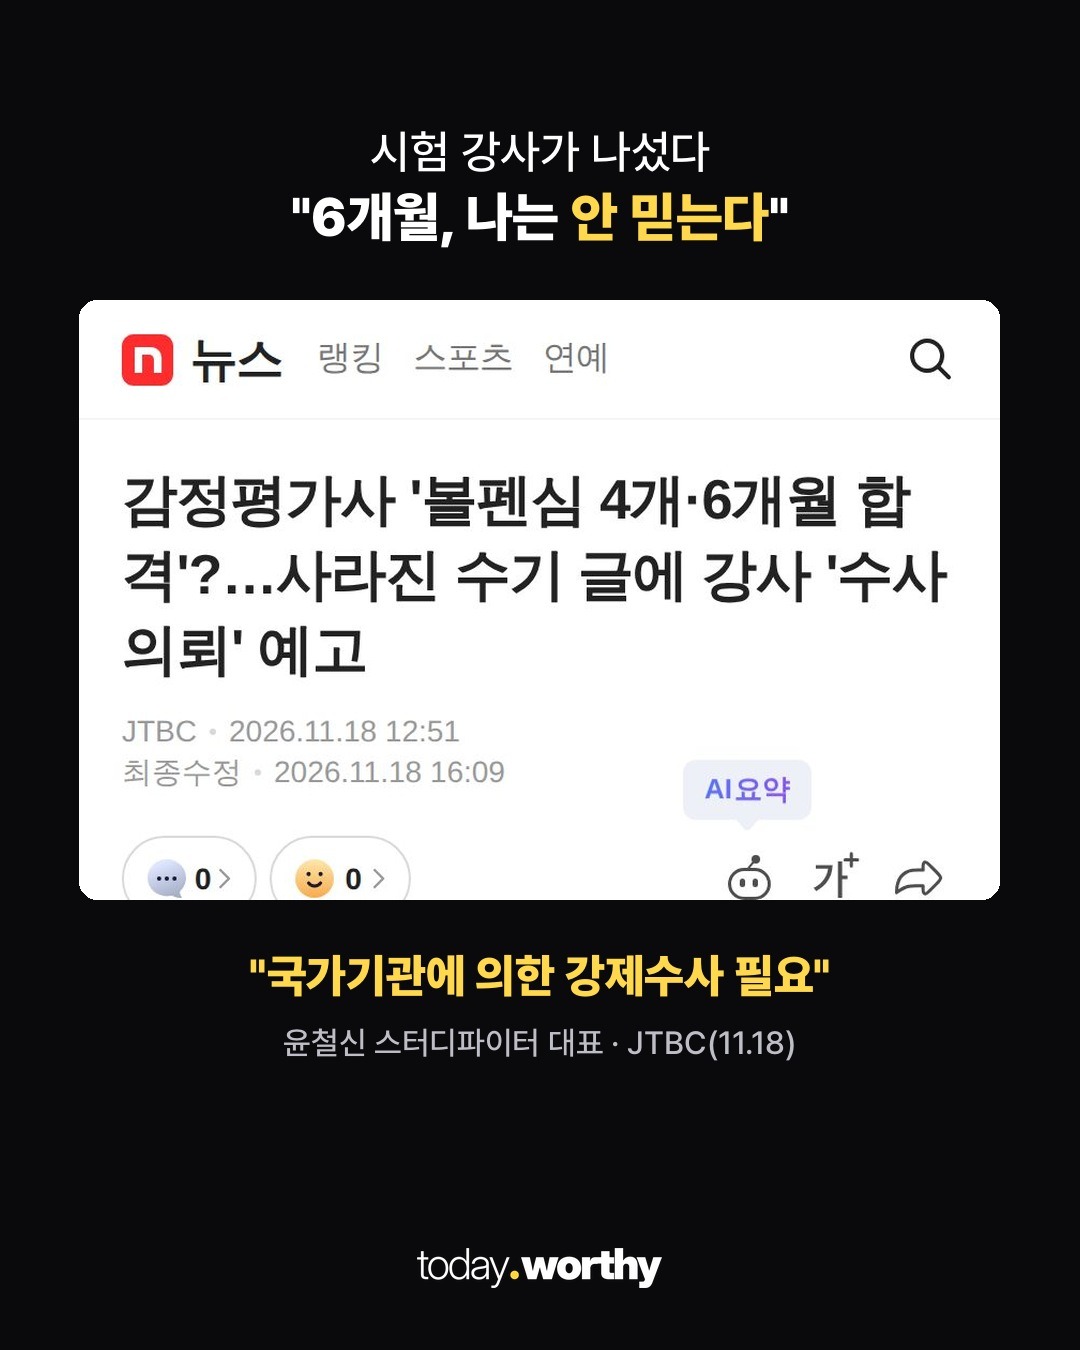 시험 강사가 나섰다
"6개월, 나는 안 믿는다"
n 뉴스 랭킹 스포츠 연예
감정평가사 '볼펜심 4개·6개월 합
격'?…사라진 수기 글에 강사 '수사
의뢰' 예고
JTBC • 2026.11.18 12:51
최종수정 • 2026.11.18 16:09
AI요약
0 0 가+
"국가기관에 의한 강제수사 필요"
윤철신 스터디파이터 대표 · JTBC(11.18)
today.worthy